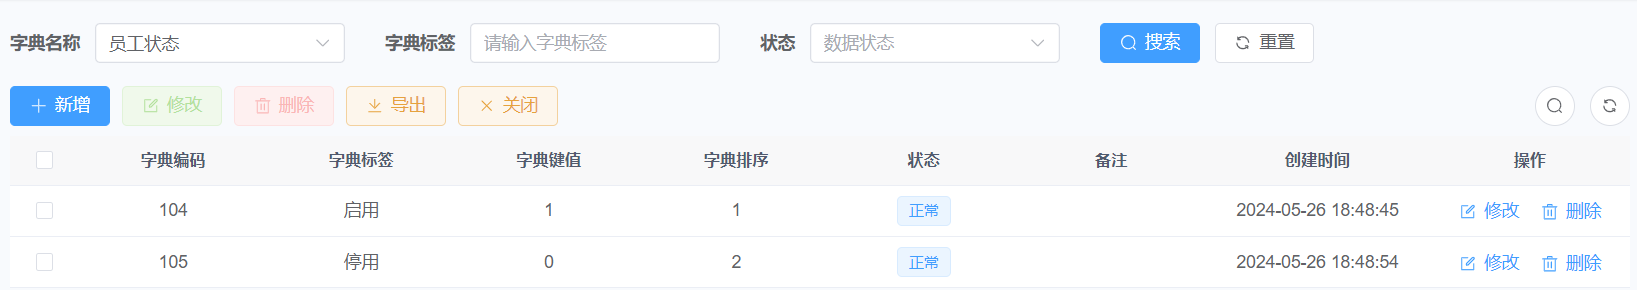 字典名称 员工状态 字典标签 请输入字典标签 状态 数据状态 搜索 重置
新增 修改 删除 导出 关闭
字典编码 字典标签 字典键值 字典排序 状态 备注 创建时间 操作
104 启用 1 1 正常 2024-05-26 18:48:45 修改 删除
105 停用 0 2 正常 2024-05-26 18:48:54 修改 删除